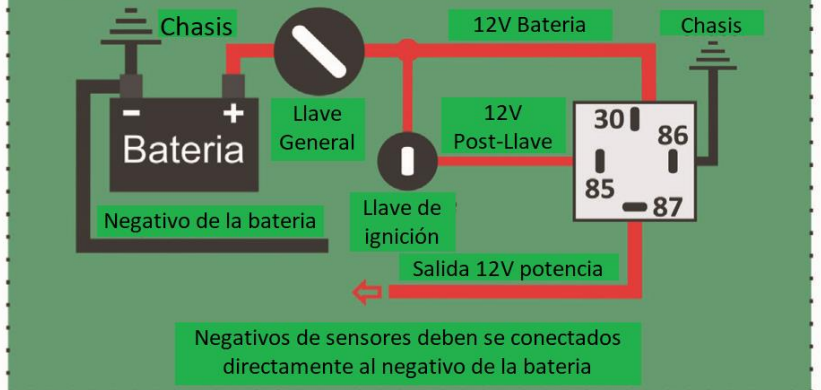 Chasis
12V Bateria
Chasis
- +
Bateria
Llave
General
12V
Post-Llave
30
86
85
87
Negativo de la bateria
Llave de
ignición
Salida 12V potencia
Negativos de sensores deben se conectados
directamente al negativo de la bateria